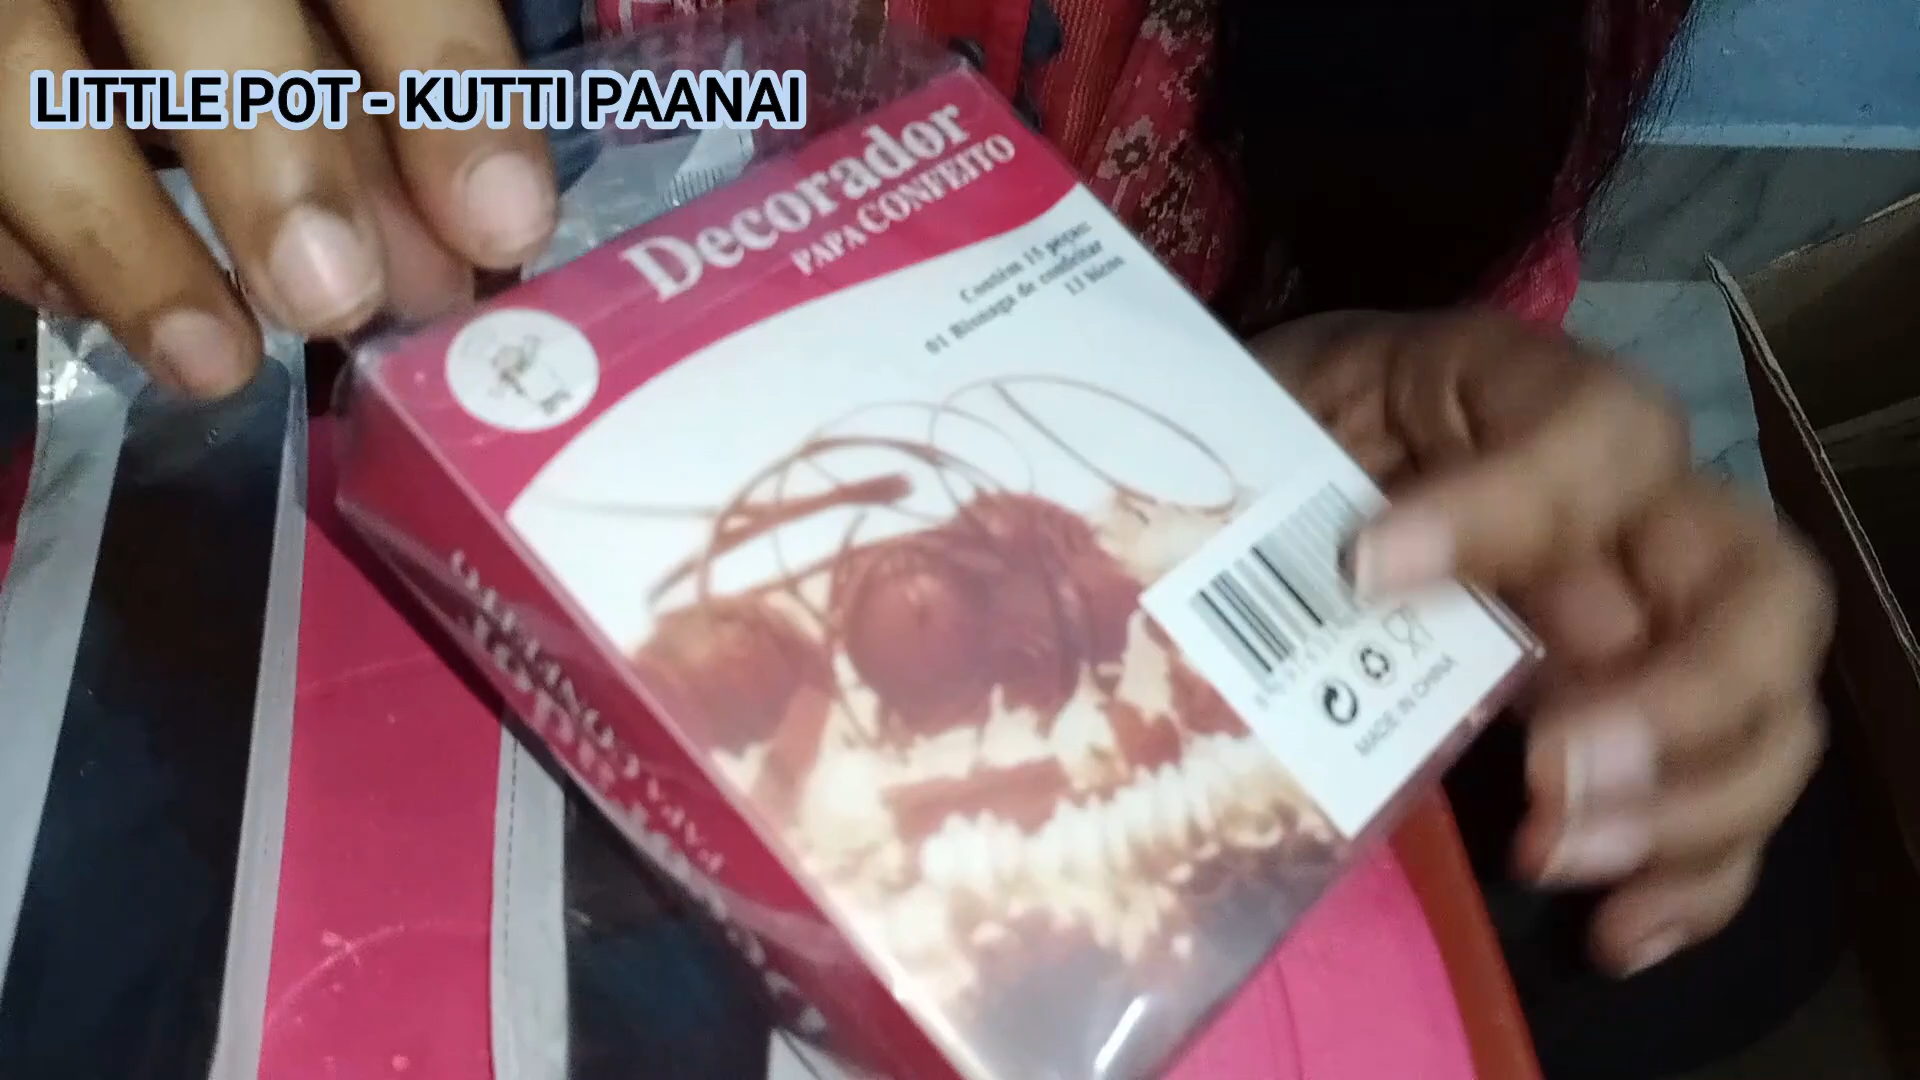 LITTLE POT - KUTTI PAANAI
Decorador
PAPA CONFEITO
Contém 15 peças:
01 Bisnaga de confeitar
13 bicos
MADE IN CHINA